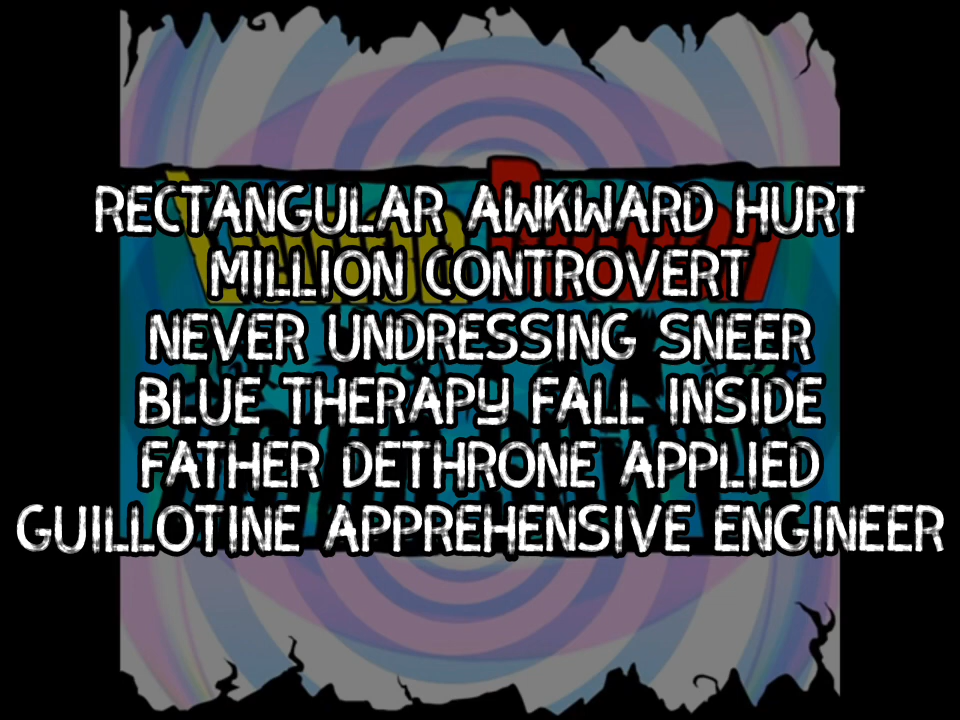 RECTANGULAR AWKWARD HURT
MILLION CONTROVERT
NEVER UNDRESSING SNEER
BLUE THERAPY FALL INSIDE
FATHER DETHRONE APPLIED
GUILLOTINE APPREHENSIVE ENGINEER